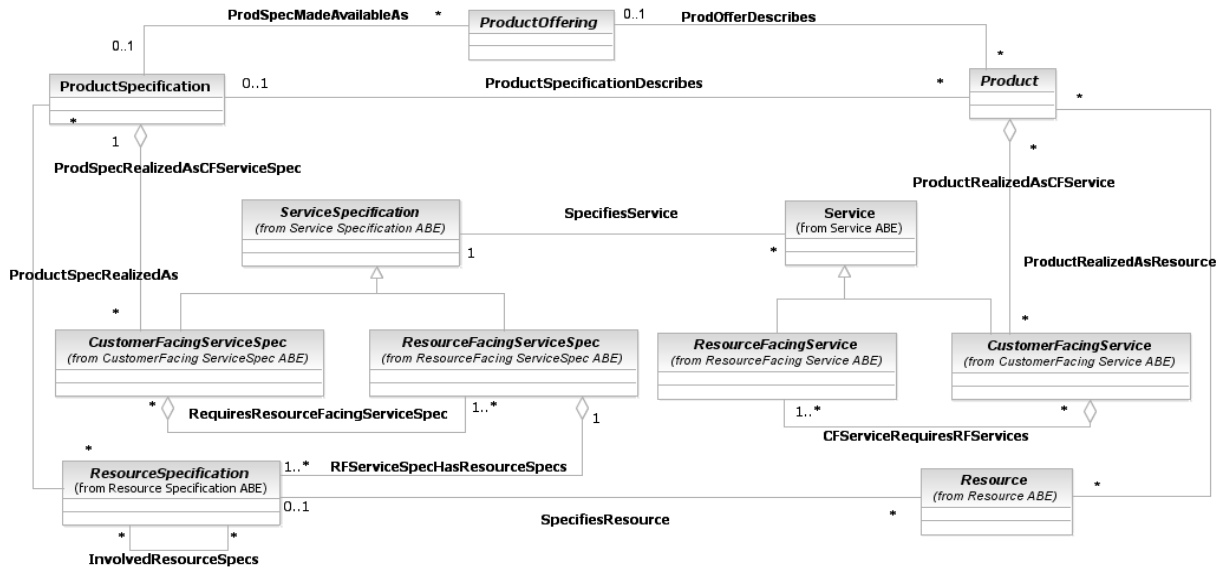 ProdSpecMadeAvailableAs
*
ProductOffering
0..1
ProdOfferDescribes
0..1
*
ProductSpecification
0..1
ProductSpecificationDescribes
*
Product
*
*
1
*
ProdSpecRealizedAsCFServiceSpec
ProductRealizedAsCFService
ServiceSpecification
(from Service Specification ABE)
SpecifiesService
Service
(from Service ABE)
1
*
ProductSpecRealizedAs
ProductRealizedAsResource
*
*
CustomerFacingServiceSpec
(from CustomerFacing ServiceSpec ABE)
ResourceFacingServiceSpec
(from ResourceFacing ServiceSpec ABE)
ResourceFacingService
(from ResourceFacing Service ABE)
CustomerFacingService
(from CustomerFacing Service ABE)
*
RequiresResourceFacingServiceSpec
1..*
1
1..*
*
CFServiceRequiresRFServices
*
ResourceSpecification
(from Resource Specification ABE)
1..*
RFServiceSpecHasResourceSpecs
Resource
(from Resource ABE)
*
0..1
SpecifiesResource
*
*
*
InvolvedResourceSpecs